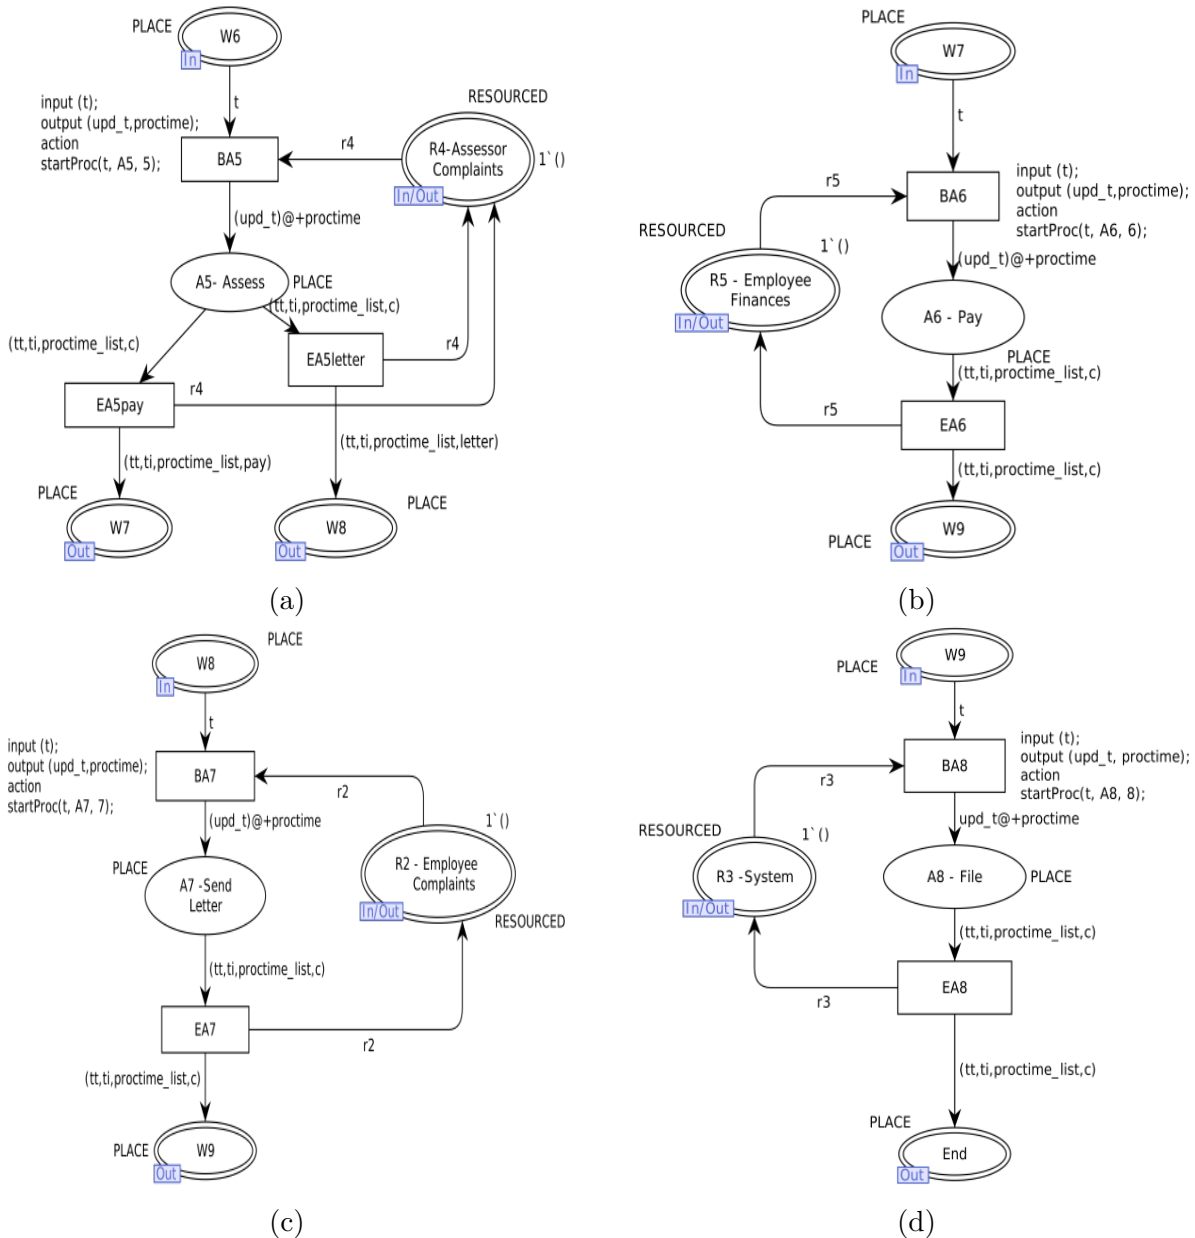 PLACE
W6
In
t
input (t);
output (upd_t,proctime);
action
startProc(t, A5, 5);
BA5
r4
RESOURCED
R4-Assessor
Complaints
1`()
In/Out
(upd_t)@+proctime
A5- Assess
PLACE
(tt,ti,proctime_list,c)
(tt,ti,proctime_list,c)
EA5letter
r4
EA5pay
r4
(tt,ti,proctime_list,pay)
(tt,ti,proctime_list,letter)
PLACE
W7
Out
W8
Out
PLACE
(a)
PLACE
W7
In
t
r5
BA6
input (t);
output (upd_t,proctime);
action
startProc(t, A6, 6);
RESOURCED
1`()
R5 - Employee
Finances
In/Out
(upd_t)@+proctime
A6 - Pay
PLACE
(tt,ti,proctime_list,c)
r5
EA6
(tt,ti,proctime_list,c)
PLACE
W9
Out
(b)
W8
PLACE
In
t
input (t);
output (upd_t,proctime);
action
startProc(t, A7, 7);
BA7
r2
(upd_t)@+proctime
1`()
PLACE
A7 -Send
Letter
R2 - Employee
Complaints
In/Out
RESOURCED
(tt,ti,proctime_list,c)
EA7
r2
(tt,ti,proctime_list,c)
PLACE
W9
Out
(c)
W9
PLACE
In
t
r3
BA8
input (t);
output (upd_t, proctime);
action
startProc(t, A8, 8);
upd_t@+proctime
RESOURCED
1`()
R3 -System
In/Out
A8 - File
PLACE
(tt,ti,proctime_list,c)
EA8
r3
(tt,ti,proctime_list,c)
PLACE
End
Out
(d)